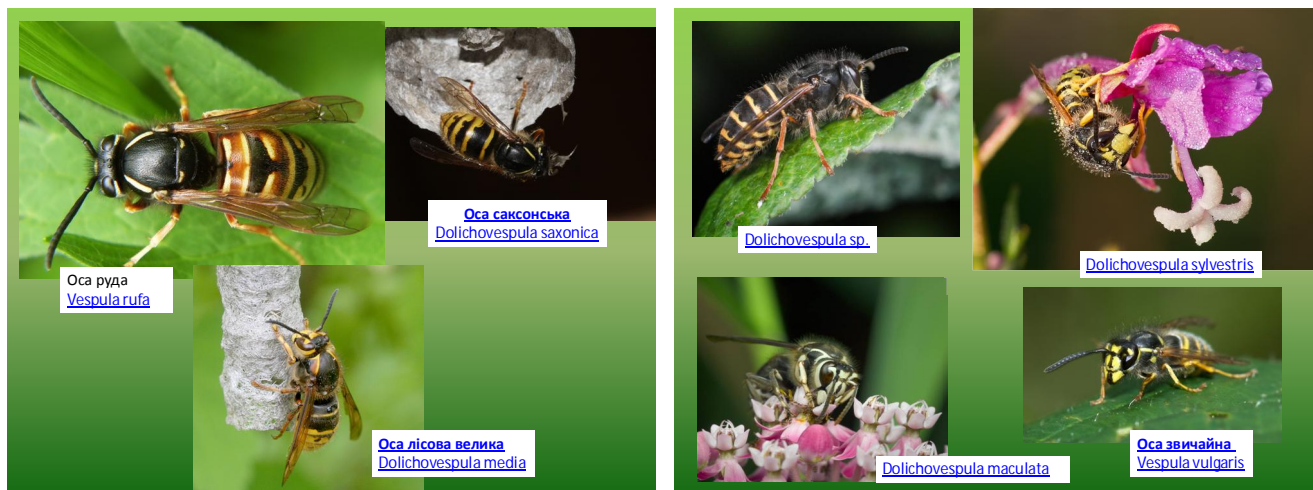 Оса саксонська
Dolichovespula saxonica
Оса руда
Vespula rufa
Оса лісова велика
Dolichovespula media
Dolichovespula sp.
Dolichovespula sylvestris
Dolichovespula maculata
Оса звичайна
Vespula vulgaris